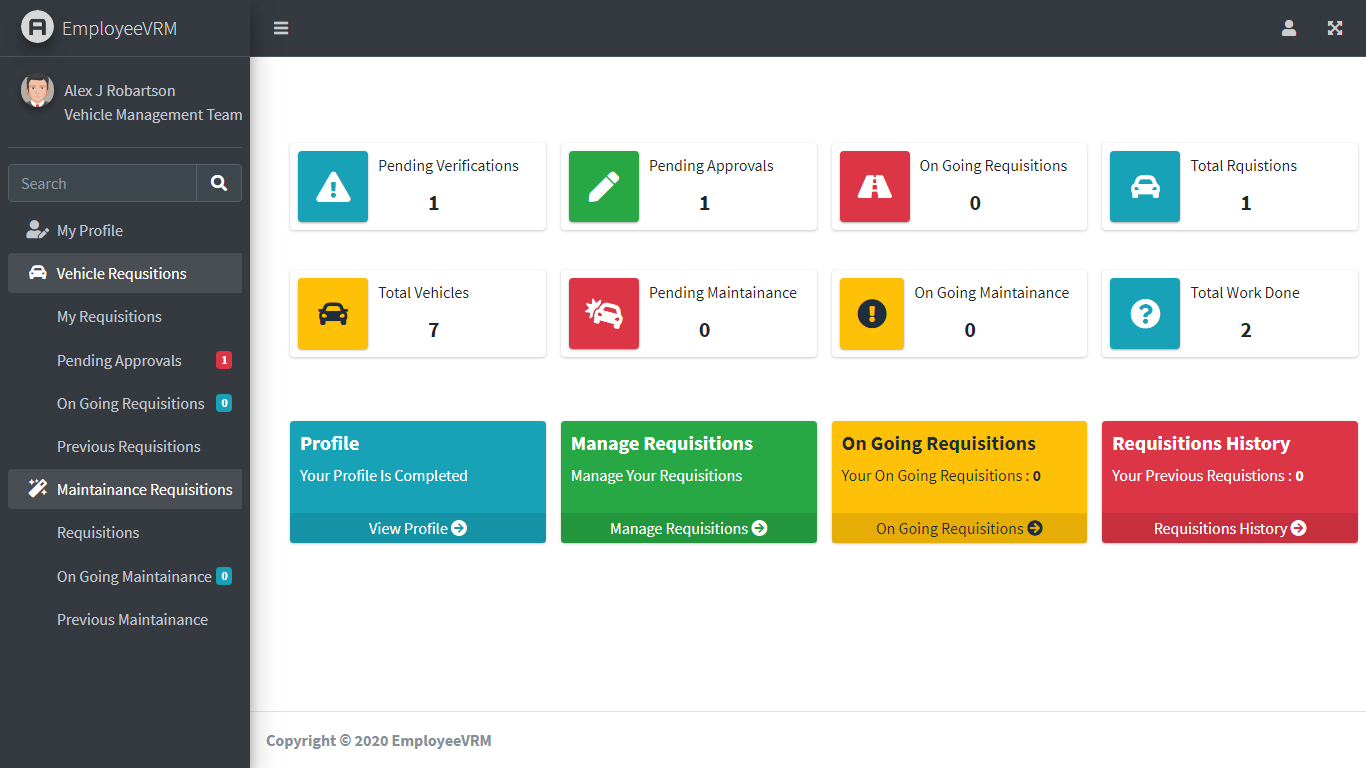 EmployeeVRM
Alex J Robartson
Vehicle Management Team
Search
My Profile
Vehicle Requsitions
My Requisitions
Pending Approvals 1
On Going Requisitions 0
Previous Requisitions
Maintainance Requisitions
Requisitions
On Going Maintainance 0
Previous Maintainance
Pending Verifications
1
Pending Approvals
1
On Going Requisitions
0
Total Rquistions
1
Total Vehicles
7
Pending Maintainance
0
On Going Maintainance
0
Total Work Done
2
Profile
Your Profile Is Completed
View Profile
Manage Requisitions
Manage Your Requisitions
Manage Requisitions
On Going Requisitions
Your On Going Requisitions : 0
On Going Requisitions
Requisitions History
Your Previous Requistions : 0
Requisitions History
Copyright © 2020 EmployeeVRM